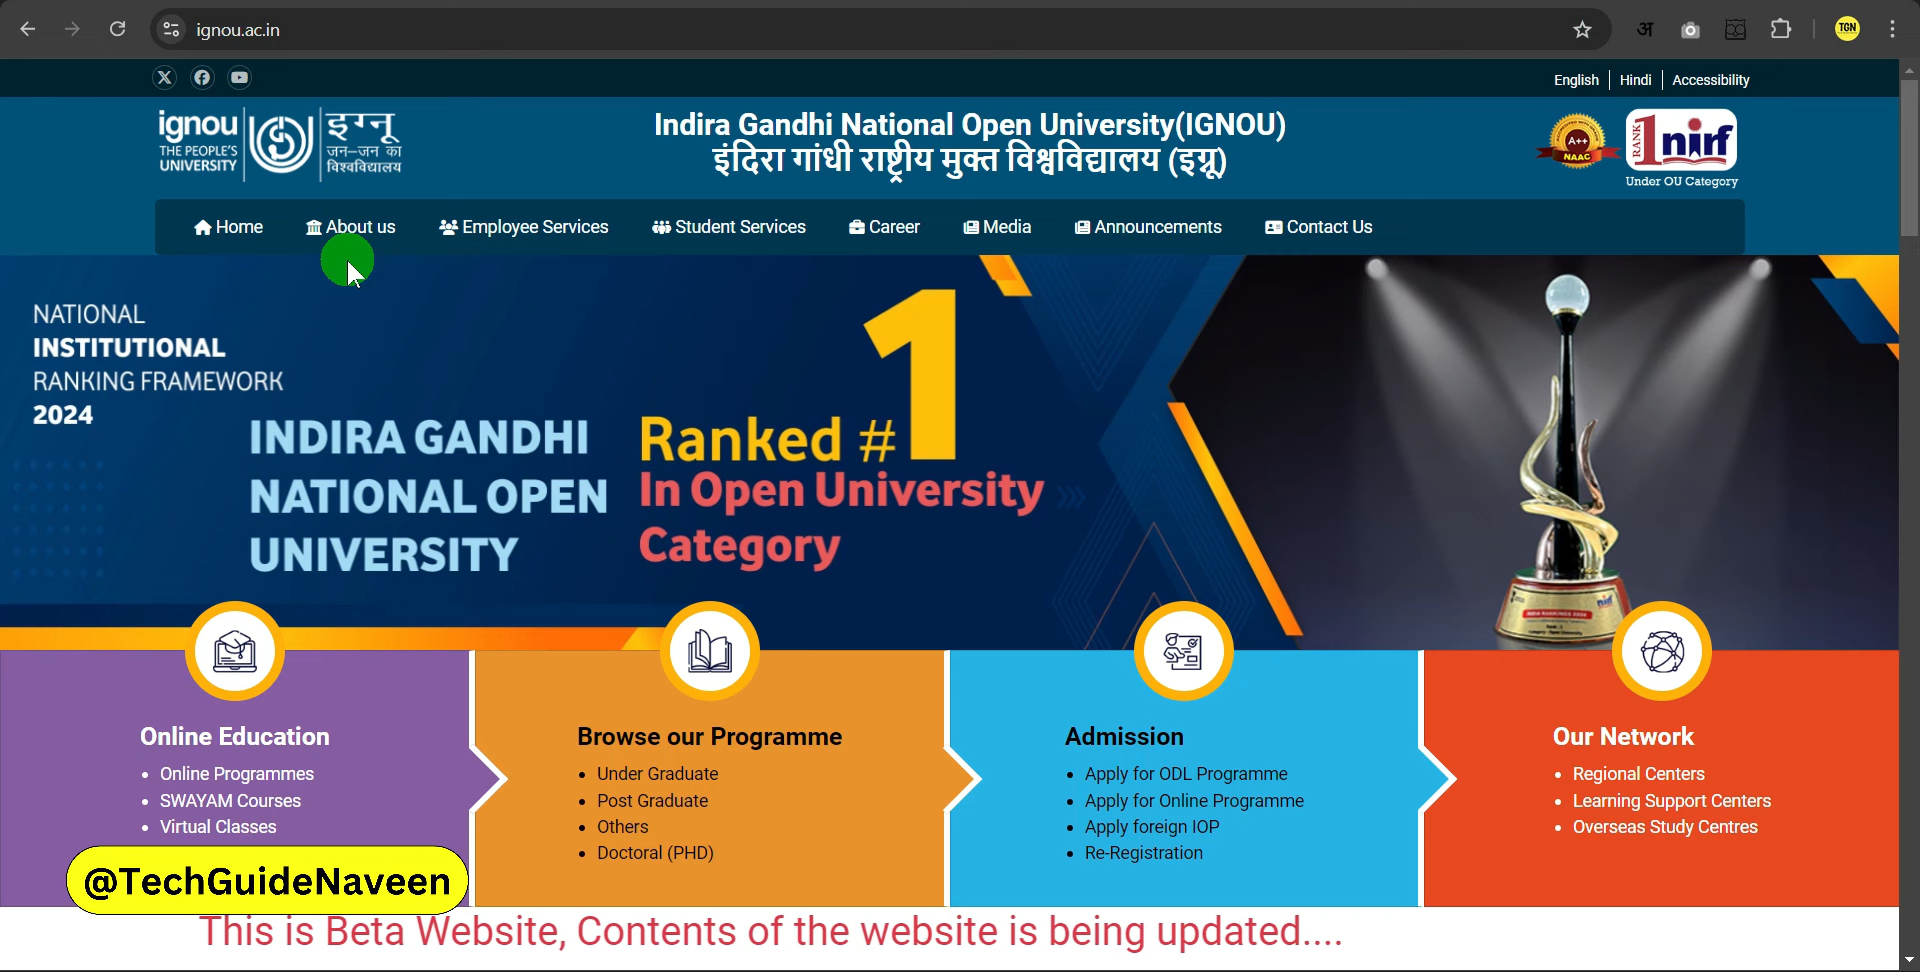 ignou.ac.in
अ
TGN
English
Hindi
Accessibility
ignou
THE PEOPLE'S
UNIVERSITY
इग्नू
जन-जन का
विश्वविद्यालय
Indira Gandhi National Open University(IGNOU)
इंदिरा गांधी राष्ट्रीय मुक्त विश्वविद्यालय (इग्नू)
A++
NAAC
RANK
1 nirf
Under OU Category
Home
About us
Employee Services
Student Services
Career
Media
Announcements
Contact Us
NATIONAL
INSTITUTIONAL
RANKING FRAMEWORK
2024
INDIRA GANDHI
NATIONAL OPEN
UNIVERSITY
Ranked #1
In Open University
Category
Online Education
Online Programmes
SWAYAM Courses
Virtual Classes
Browse our Programme
Under Graduate
Post Graduate
Others
Doctoral (PHD)
Admission
Apply for ODL Programme
Apply for Online Programme
Apply foreign IOP
Re-Registration
Our Network
Regional Centers
Learning Support Centers
Overseas Study Centres
@TechGuideNaveen
This is Beta Website, Contents of the website is being updated....